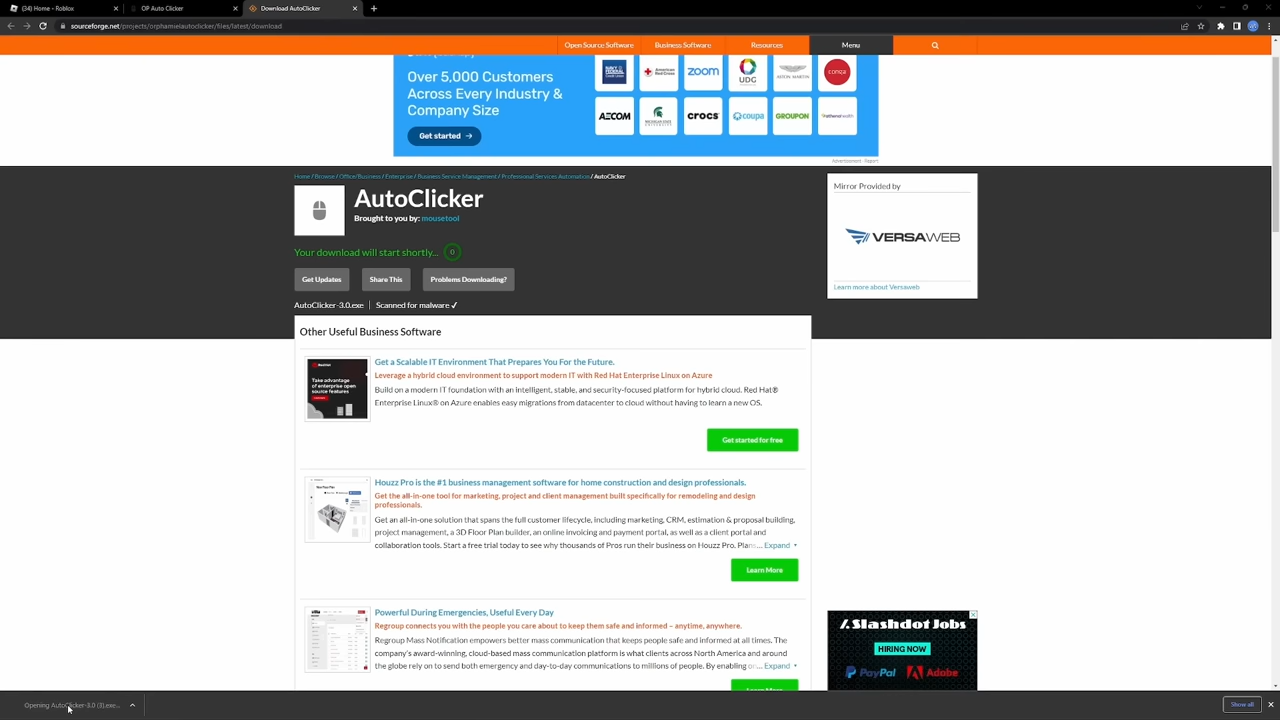 (34) Home - Roblox
OP Auto Clicker
Download AutoClicker
sourceforge.net/projects/orphamielautoclicker/files/latest/download
Open Source Software
Business Software
Resources
Menu
Over 5,000 Customers
Across Every Industry &
Company Size
Get started →
zoom
UDG
ASTON MARTIN
AECOM
crocs
coupa
GROUPON
athenahealth
Advertisement - Report
Home / Browse / Office/Business / Enterprise / Business Service Management / Professional Services Automation / AutoClicker
AutoClicker
Brought to you by: mousetool
Your download will start shortly... 0
Get Updates
Share This
Problems Downloading?
AutoClicker-3.0.exe | Scanned for malware ✓
Mirror Provided by
VERSAWEB
Learn more about Versaweb
Other Useful Business Software
Get a Scalable IT Environment That Prepares You For the Future.
Leverage a hybrid cloud environment to support modern IT with Red Hat Enterprise Linux on Azure
Build on a modern IT foundation with an intelligent, stable, and security-focused platform for hybrid cloud. Red Hat®
Enterprise Linux® on Azure enables easy migrations from datacenter to cloud without having to learn a new OS.
Take advantage
of enterprise open
source features
Get started for free
Houzz Pro is the #1 business management software for home construction and design professionals.
Get the all-in-one tool for marketing, project and client management built specifically for remodeling and design
professionals.
Get an all-in-one solution that spans the full customer lifecycle, including marketing, CRM, estimation & proposal building,
project management, a 3D Floor Plan builder, an online invoicing and payment portal, as well as a client portal and
collaboration tools. Start a free trial today to see why thousands of Pros run their business on Houzz Pro. Plans... Expand
Learn More
Powerful During Emergencies, Useful Every Day
Regroup connects you with the people you care about to keep them safe and informed – anytime, anywhere.
Regroup Mass Notification empowers better mass communication that keeps people safe and informed at all times. The
company's award-winning, cloud-based mass communication platform is what clients across North America and around
the globe rely on to send both emergency and day-to-day communications to millions of people. By enabling on... Expand
Learn More
/.Slashdot Jobs
HIRING NOW
PayPal
Adobe
Opening AutoClicker-3.0 (3).exe...
Show all